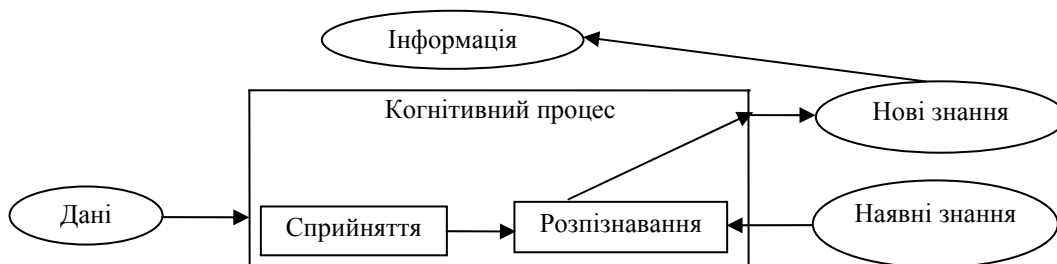 Інформація
Когнітивний процес
Нові знання
Дані
Сприйняття
Розпізнавання
Наявні знання